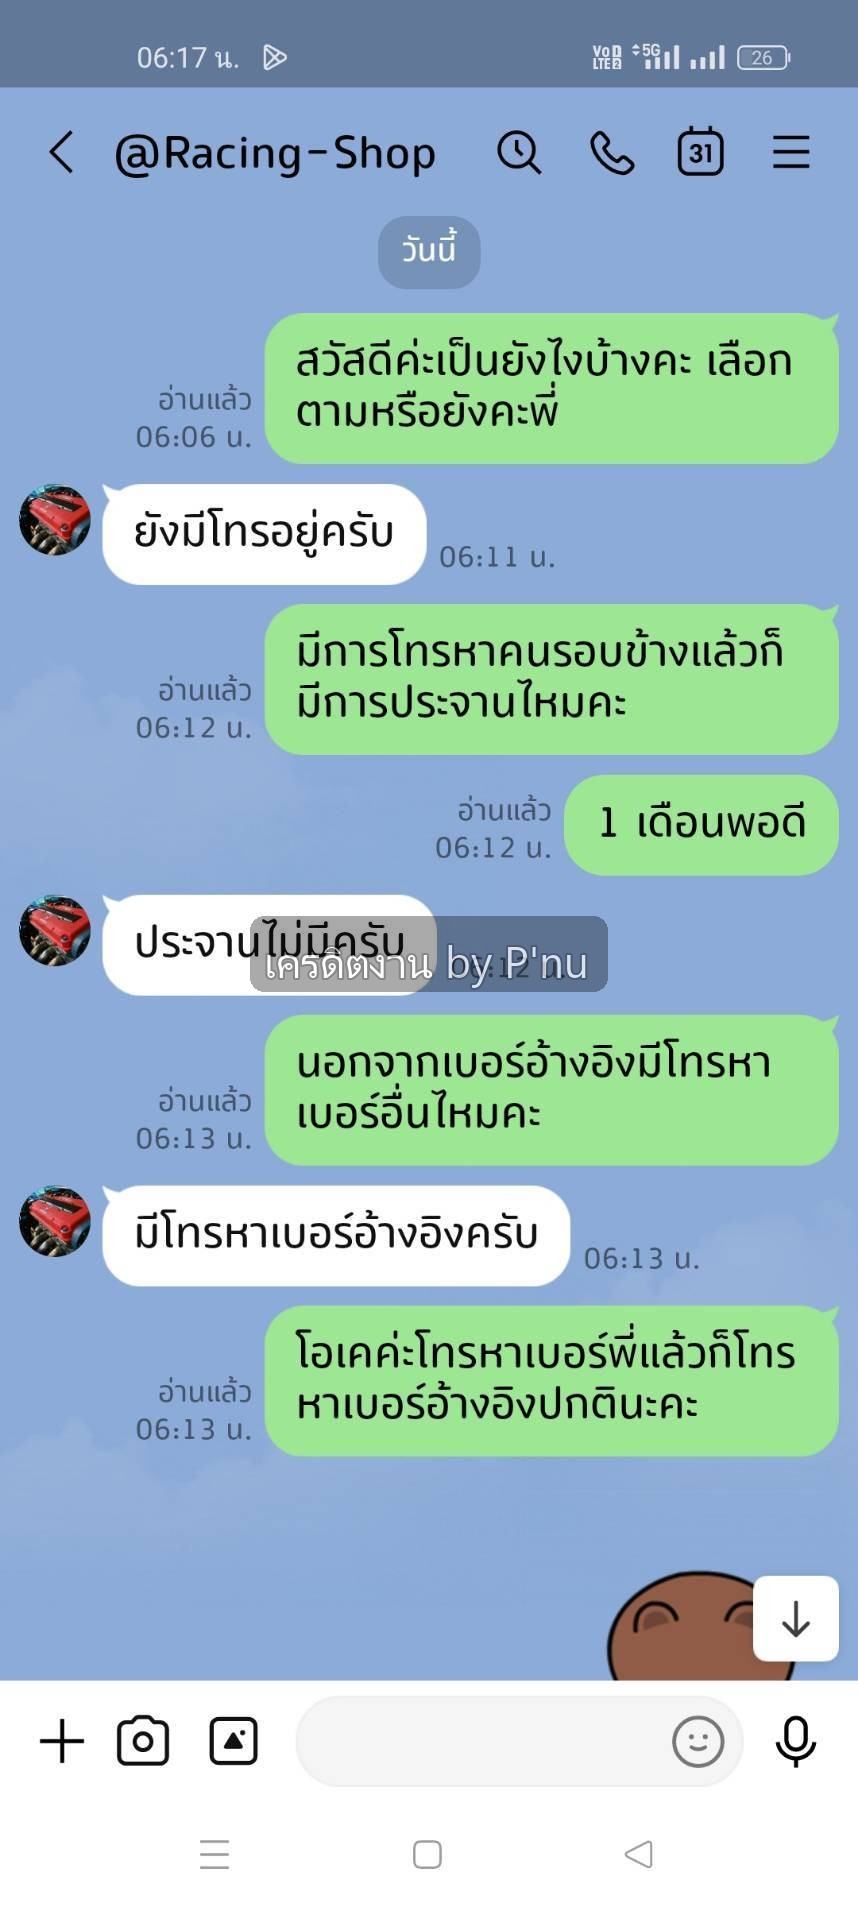 06:17 น.
VoD LTE2 5G 26
@Racing-Shop
31
วันนี้
สวัสดีค่ะเป็นยังไงบ้างคะ เลือก
ตามหรือยังคะพี่
อ่านแล้ว
06:06 น.
ยังมีโทรอยู่ครับ
06:11 น.
มีการโทรหาคนรอบข้างแล้วก็
มีการประจานไหมคะ
อ่านแล้ว
06:12 น.
1 เดือนพอดี
อ่านแล้ว
06:12 น.
ประจานไม่มีครับ
06:12 น.
เครดิตงาน by P'nu
นอกจากเบอร์อ้างอิงมีโทรหา
เบอร์อื่นไหมคะ
อ่านแล้ว
06:13 น.
มีโทรหาเบอร์อ้างอิงครับ
06:13 น.
โอเคค่ะโทรหาเบอร์พี่แล้วก็โทร
หาเบอร์อ้างอิงปกตินะคะ
อ่านแล้ว
06:13 น.